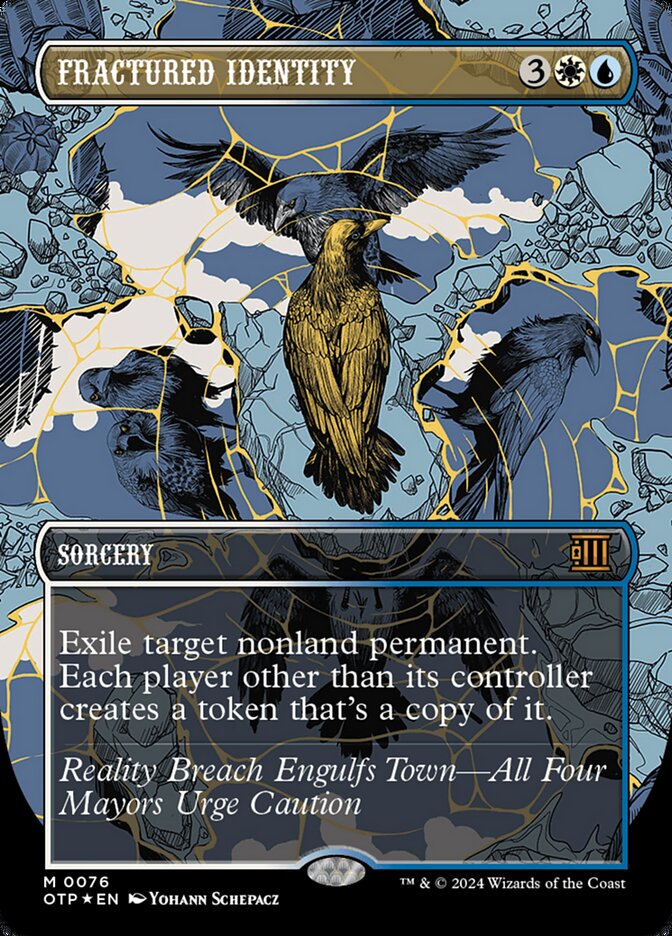 FRACTURED IDENTITY 3
SORCERY
Exile target nonland permanent.
Each player other than its controller
creates a token that's a copy of it.
Reality Breach Engulfs Town—All Four
Mayors Urge Caution
M 0076
OTP ★ EN YOHANN SCHEPACZ
™ & © 2024 Wizards of the Coast